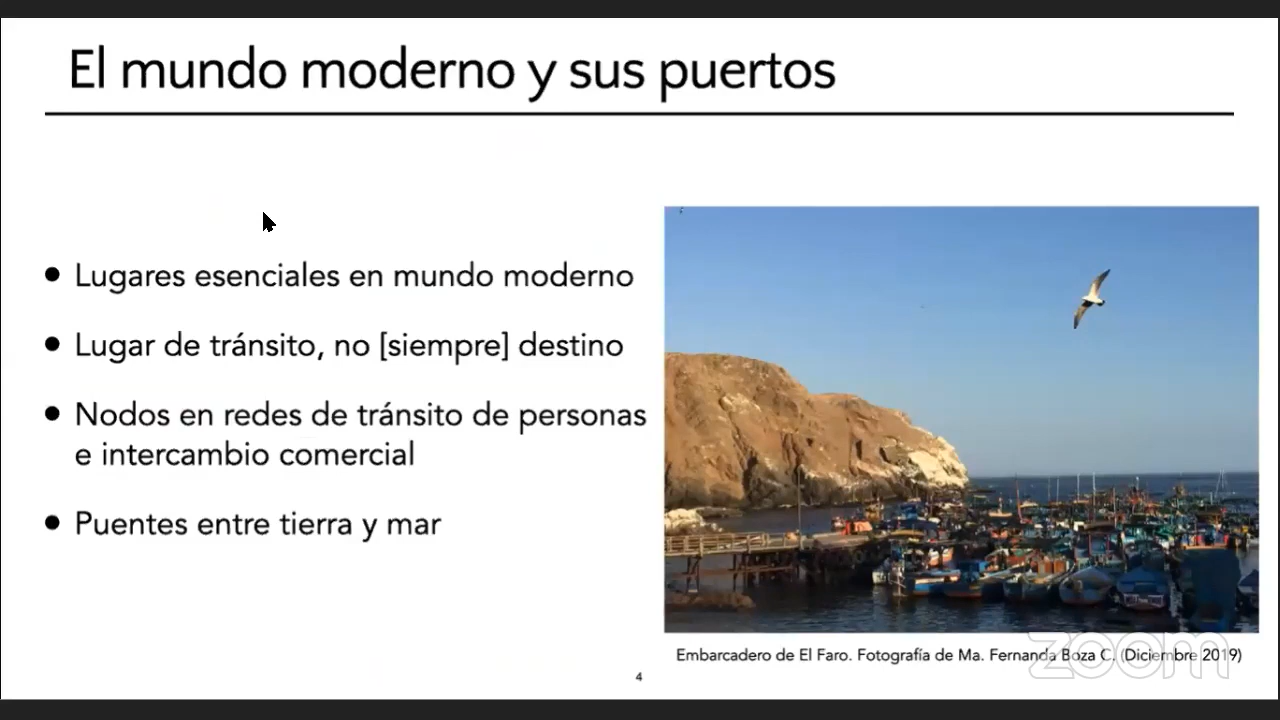 El mundo moderno y sus puertos
● Lugares esenciales en mundo moderno
● Lugar de tránsito, no [siempre] destino
● Nodos en redes de tránsito de personas
e intercambio comercial
● Puentes entre tierra y mar
Embarcadero de El Faro. Fotografía de Ma. Fernanda Boza C. (Diciembre 2019)
zoom
4